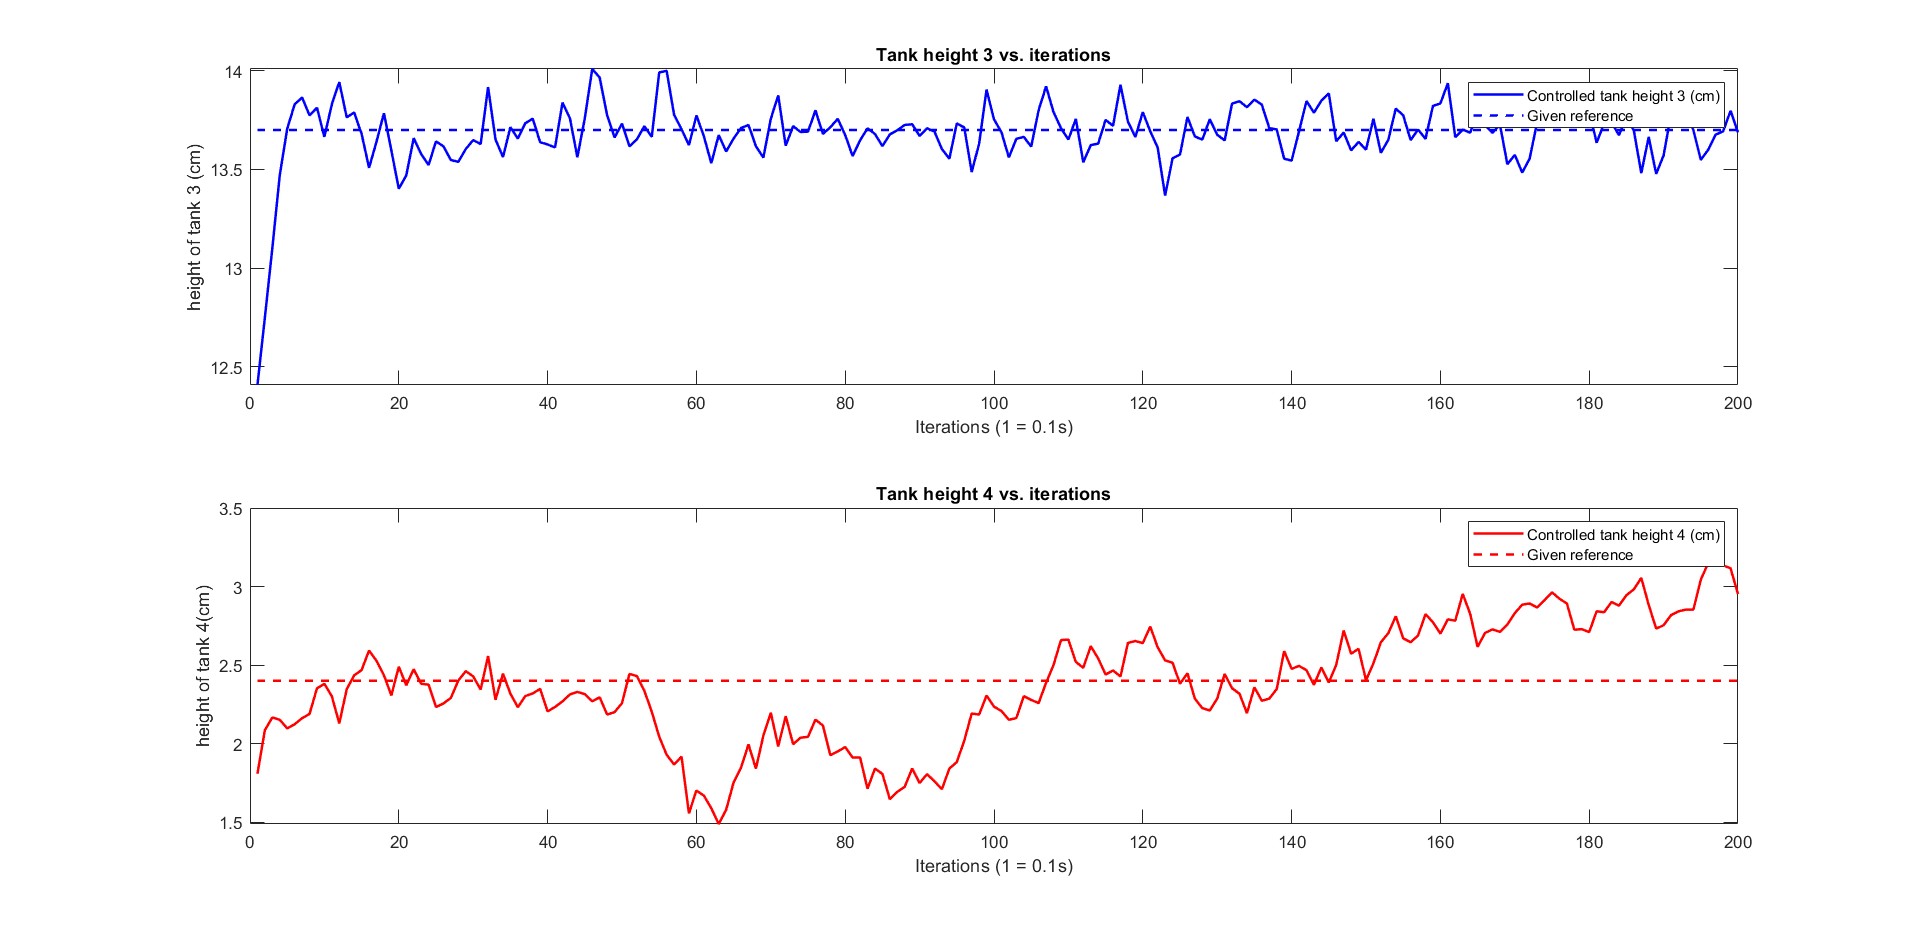 Tank height 3 vs. iterations
14
13.5
13
12.5
height of tank 3 (cm)
Controlled tank height 3 (cm)
Given reference
0 20 40 60 80 100 120 140 160 180 200
Iterations (1 = 0.1s)
Tank height 4 vs. iterations
3.5
3
2.5
2
1.5
height of tank 4(cm)
Controlled tank height 4 (cm)
Given reference
0 20 40 60 80 100 120 140 160 180 200
Iterations (1 = 0.1s)